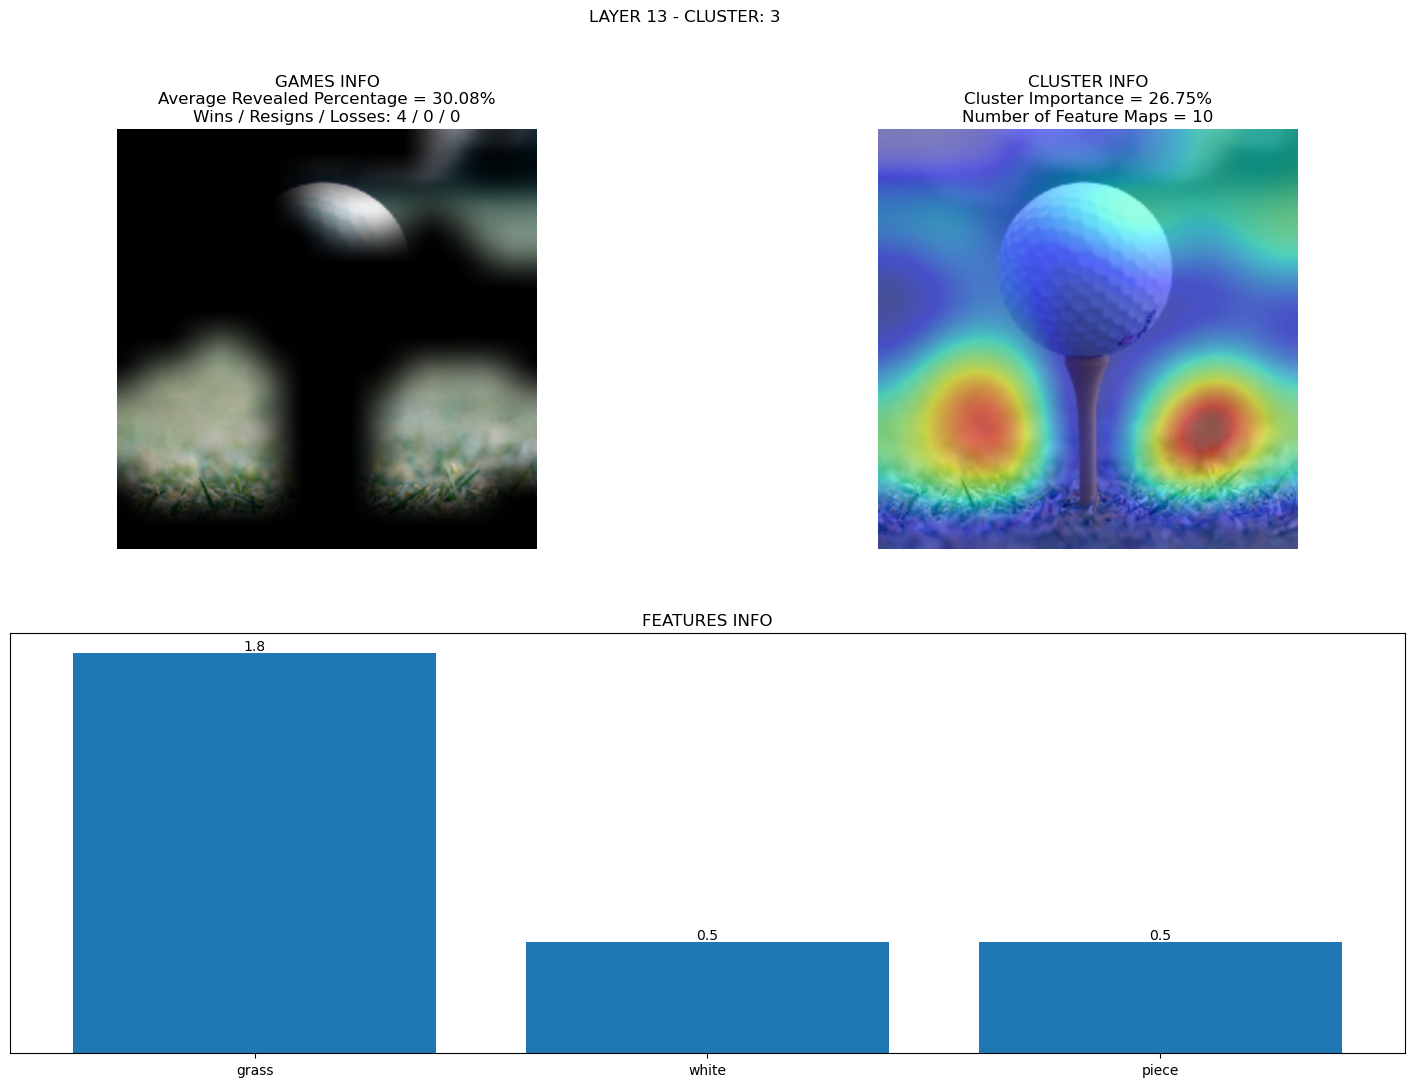 LAYER 13 - CLUSTER: 3
GAMES INFO
Average Revealed Percentage = 30.08%
Wins / Resigns / Losses: 4 / 0 / 0
CLUSTER INFO
Cluster Importance = 26.75%
Number of Feature Maps = 10
FEATURES INFO
1.8
0.5
0.5
grass
white
piece